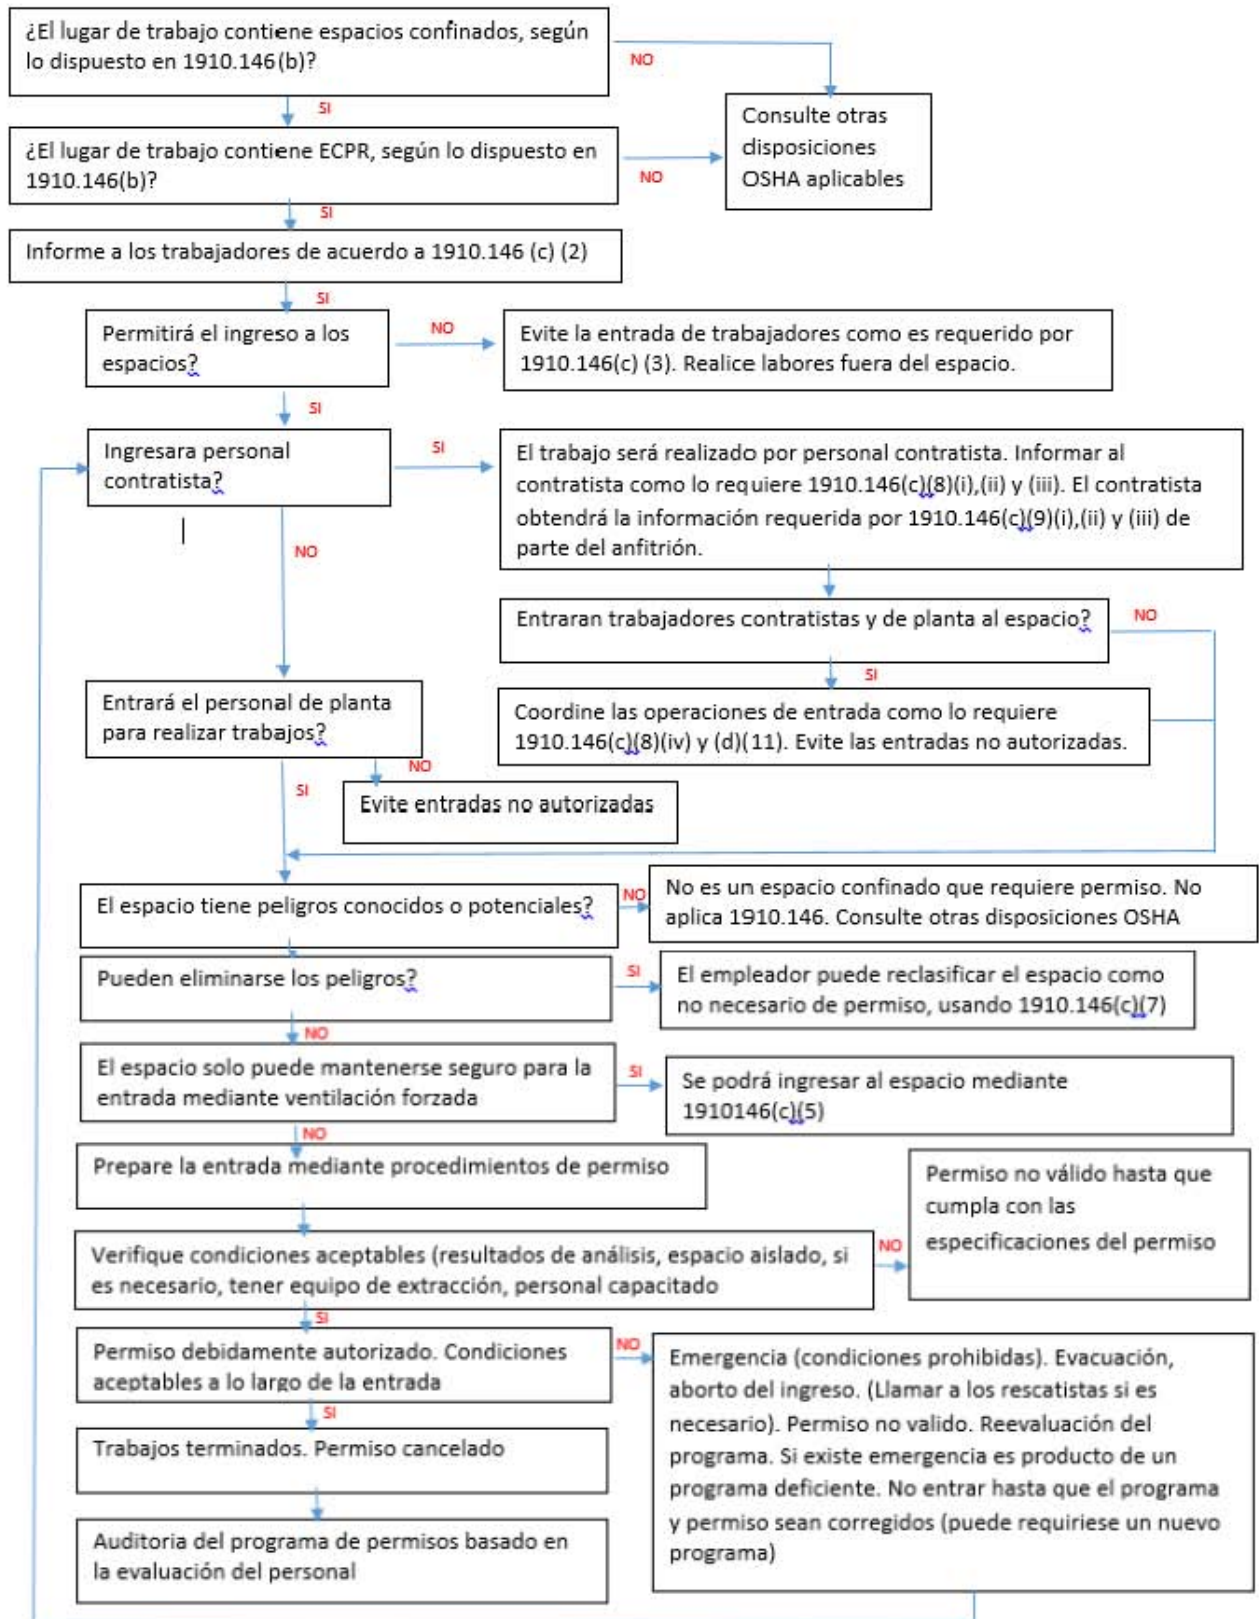 ¿El lugar de trabajo contiene espacios confinados, según
lo dispuesto en 1910.146(b)?
NO
SI
Consulte otras
disposiciones
OSHA aplicables
¿El lugar de trabajo contiene ECPR, según lo dispuesto en
1910.146(b)?
NO
SI
Informe a los trabajadores de acuerdo a 1910.146 (c) (2)
SI
Permitirá el ingreso a los
espacios?
NO
Evite la entrada de trabajadores como es requerido por
1910.146(c) (3). Realice labores fuera del espacio.
SI
Ingresara personal
contratista?
SI
El trabajo será realizado por personal contratista. Informar al
contratista como lo requiere 1910.146(c)(8)(i),(ii) y (iii). El contratista
obtendrá la información requerida por 1910.146(c)(9)(i),(ii) y (iii) de
parte del anfitrión.
NO
Entraran trabajadores contratistas y de planta al espacio?
NO
SI
Entrará el personal de planta
para realizar trabajos?
Coordine las operaciones de entrada como lo requiere
1910.146(c)(8)(iv) y (d)(11). Evite las entradas no autorizadas.
NO
SI
Evite entradas no autorizadas
El espacio tiene peligros conocidos o potenciales?
NO
No es un espacio confinado que requiere permiso. No
aplica 1910.146. Consulte otras disposiciones OSHA
Pueden eliminarse los peligros?
SI
El empleador puede reclasificar el espacio como
no necesario de permiso, usando 1910.146(c)(7)
NO
El espacio solo puede mantenerse seguro para la
entrada mediante ventilación forzada
SI
Se podrá ingresar al espacio mediante
1910146(c)(5)
NO
Prepare la entrada mediante procedimientos de permiso
Permiso no válido hasta que
cumpla con las
especificaciones del permiso
Verifique condiciones aceptables (resultados de análisis, espacio aislado, si
es necesario, tener equipo de extracción, personal capacitado
NO
SI
Permiso debidamente autorizado. Condiciones
aceptables a lo largo de la entrada
NO
Emergencia (condiciones prohibidas). Evacuación,
aborto del ingreso. (Llamar a los rescatistas si es
necesario). Permiso no valido. Reevaluación del
programa. Si existe emergencia es producto de un
programa deficiente. No entrar hasta que el programa
y permiso sean corregidos (puede requiriese un nuevo
programa)
SI
Trabajos terminados. Permiso cancelado
Auditoria del programa de permisos basado en
la evaluación del personal